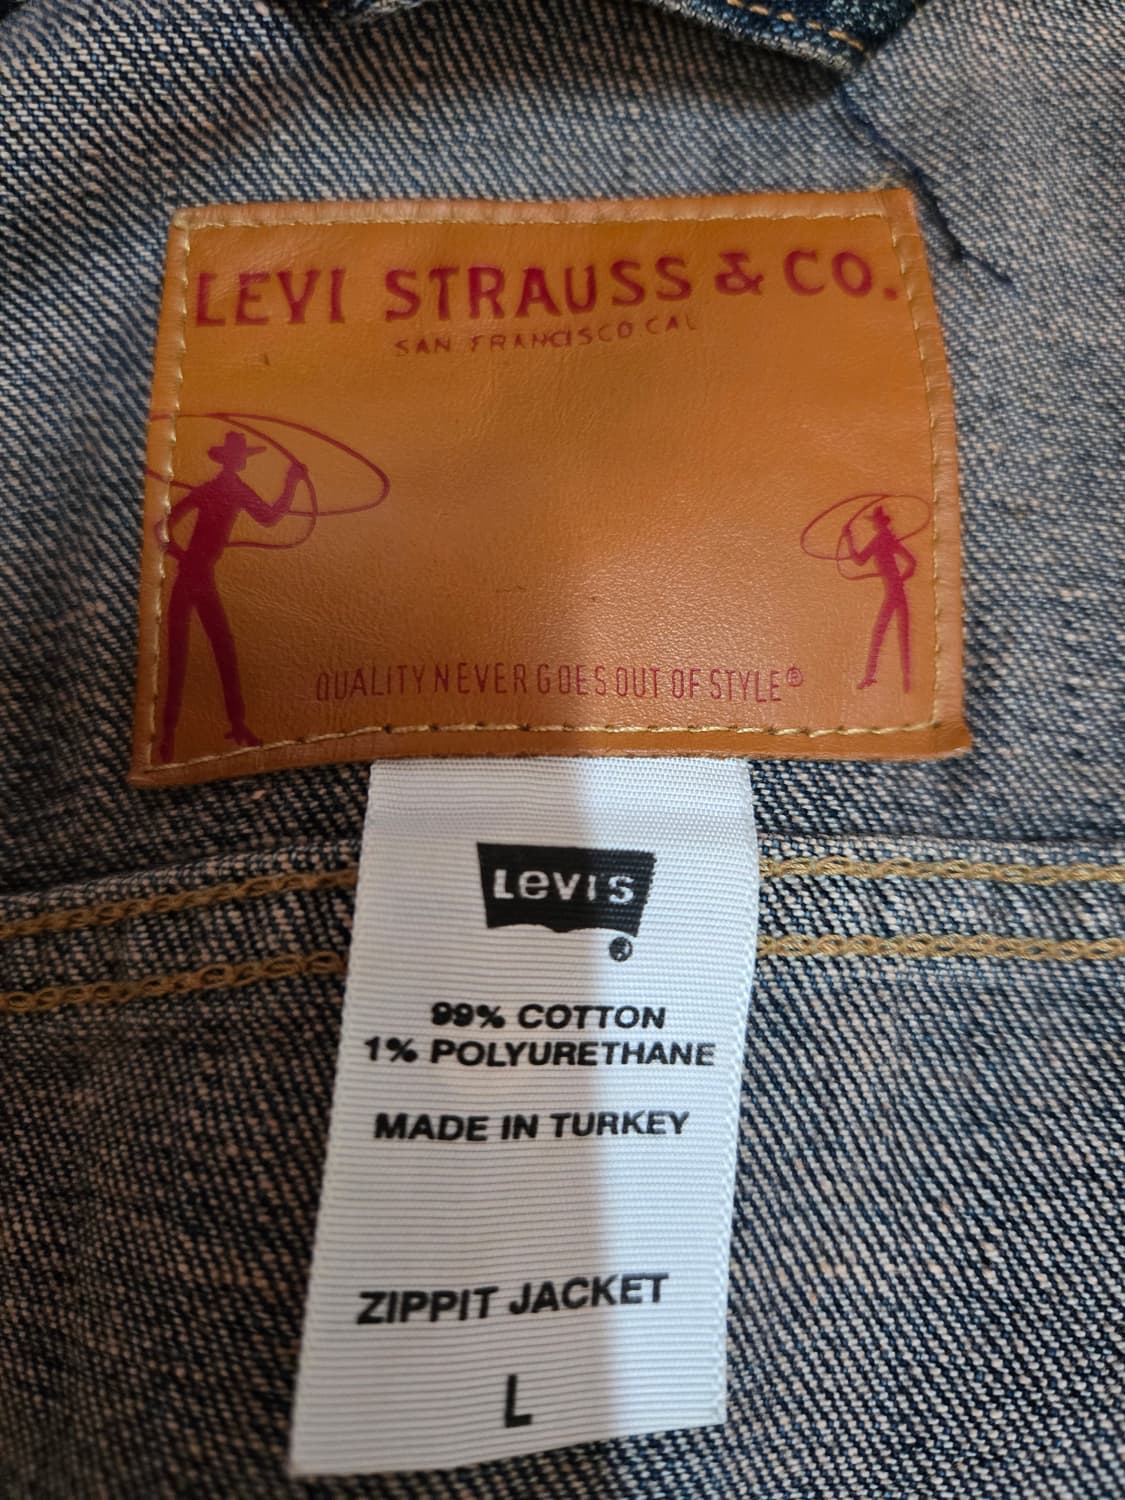 LEVI STRAUSS & CO.
SAN FRANCISCO.CAL
QUALITY NEVER GOES OUT OF STYLE®
Levi's
®
99% COTTON
1% POLYURETHANE
MADE IN TURKEY
ZIPPIT JACKET
L